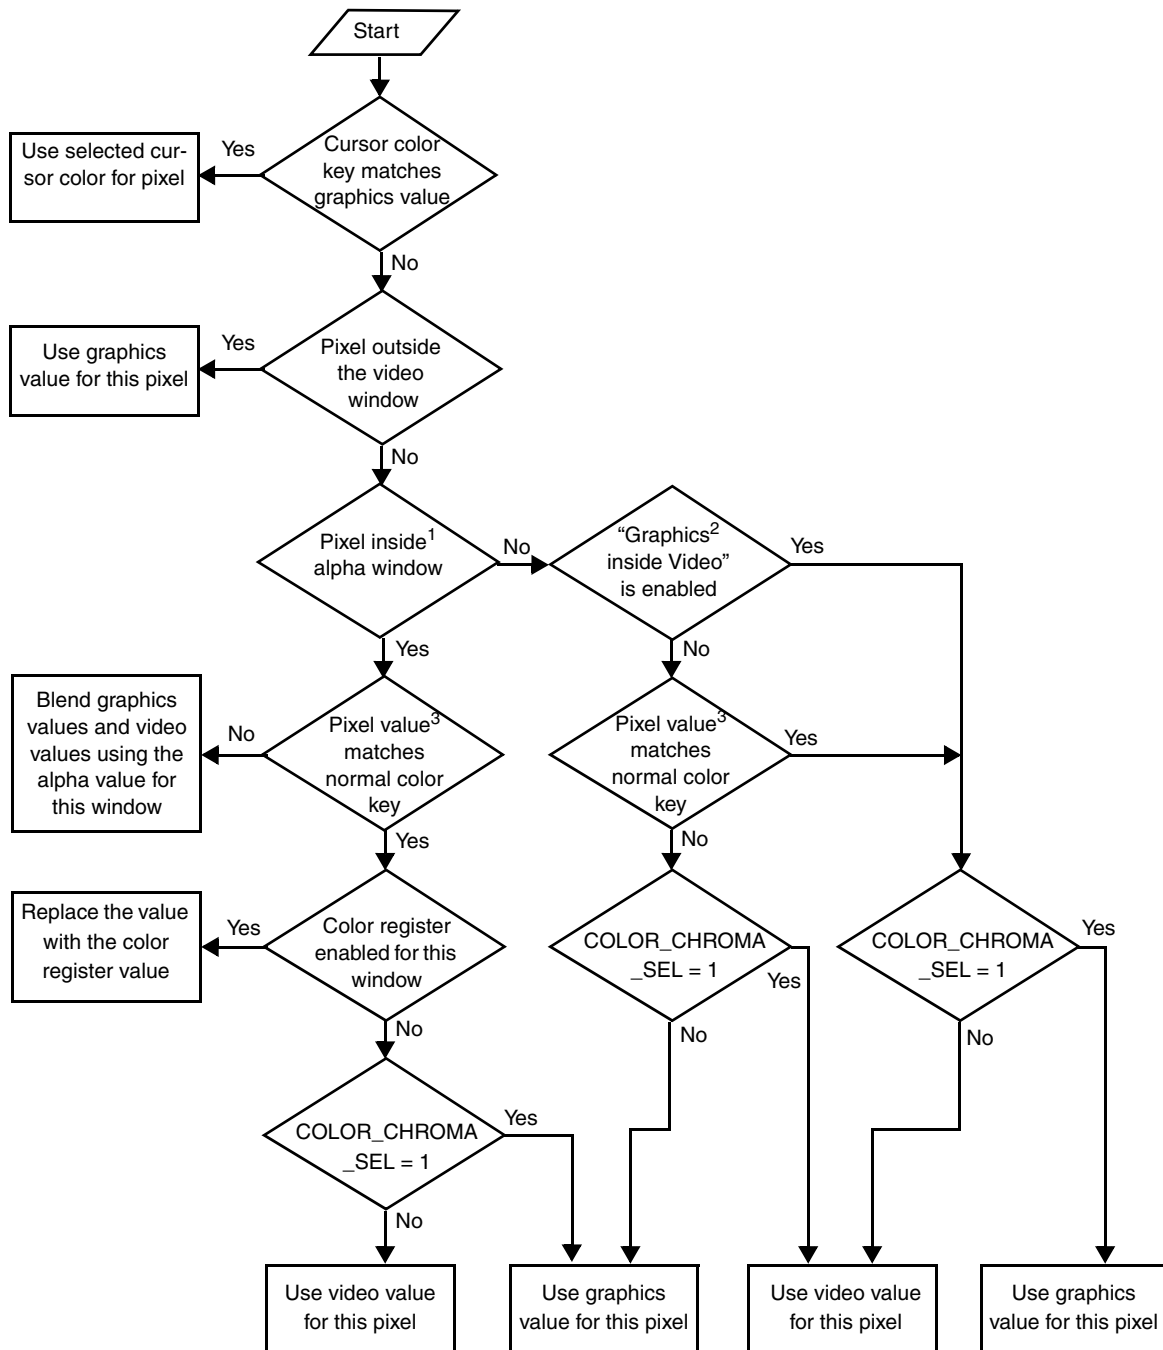 Start
Cursor color
key matches
graphics value
Yes
Use selected cur-
sor color for pixel
No
Pixel outside
the video
window
Yes
Use graphics
value for this pixel
No
Pixel inside1
alpha window
No
“Graphics2
inside Video”
is enabled
Yes
Yes
No
Pixel value3
matches
normal color
key
No
Blend graphics
values and video
values using the
alpha value for
this window
Pixel value3
matches
normal color
key
Yes
Yes
No
Color register
enabled for this
window
Yes
Replace the value
with the color
register value
COLOR_CHROMA
_SEL = 1
Yes
COLOR_CHROMA
_SEL = 1
Yes
No
No
No
COLOR_CHROMA
_SEL = 1
Yes
No
Use video value
for this pixel
Use graphics
value for this pixel
Use video value
for this pixel
Use graphics
value for this pixel